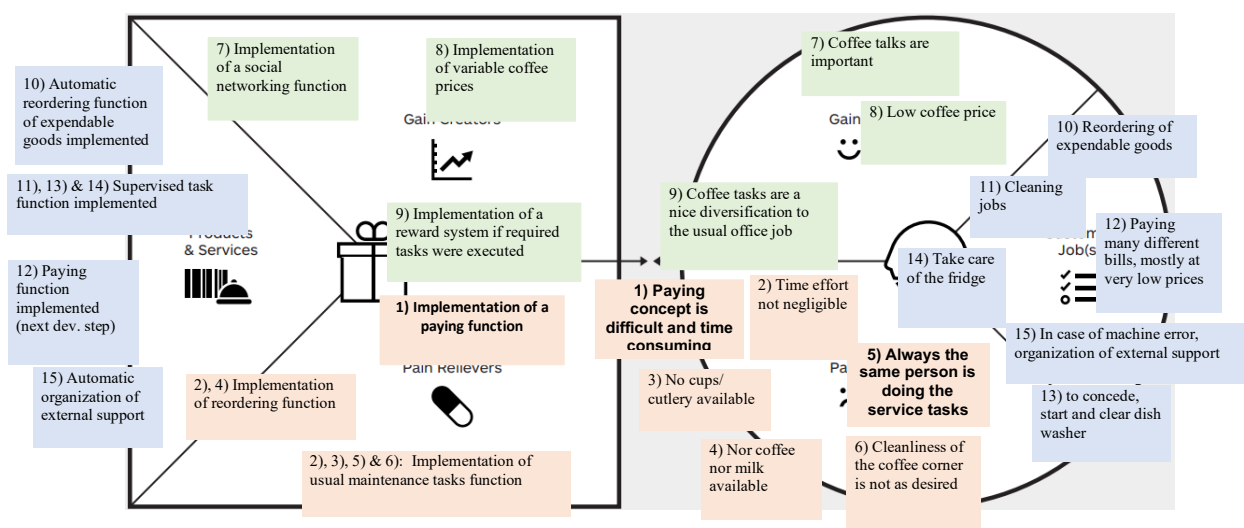 7) Implementation
of a social
networking function
8) Implementation
of variable coffee
prices
10) Automatic
reordering function
of expendable
goods implemented
Gain Creators
11), 13) & 14) Supervised task
function implemented
Products
& Services
9) Implementation of a
reward system if required
tasks were executed
12) Paying
function
implemented
(next dev. step)
1) Implementation of a
paying function
15) Automatic
organization of
external support
2), 4) Implementation
of reordering function
Pain Relievers
2), 3), 5) & 6): Implementation of
usual maintenance tasks function
7) Coffee talks are
important
Gain
8) Low coffee price
10) Reordering of
expendable goods
9) Coffee tasks are a
nice diversification to
the usual office job
11) Cleaning
jobs
12) Paying
many different
bills, mostly at
very low prices
Job(s
14) Take care
of the fridge
1) Paying
concept is
difficult and time
consuming
2) Time effort
not negligible
15) In case of machine error,
organization of external support
5) Always the
same person is
doing the
service tasks
Pa
3) No cups/
cutlery available
13) to concede,
start and clear dish
washer
4) Nor coffee
nor milk
available
6) Cleanliness of
the coffee corner
is not as desired